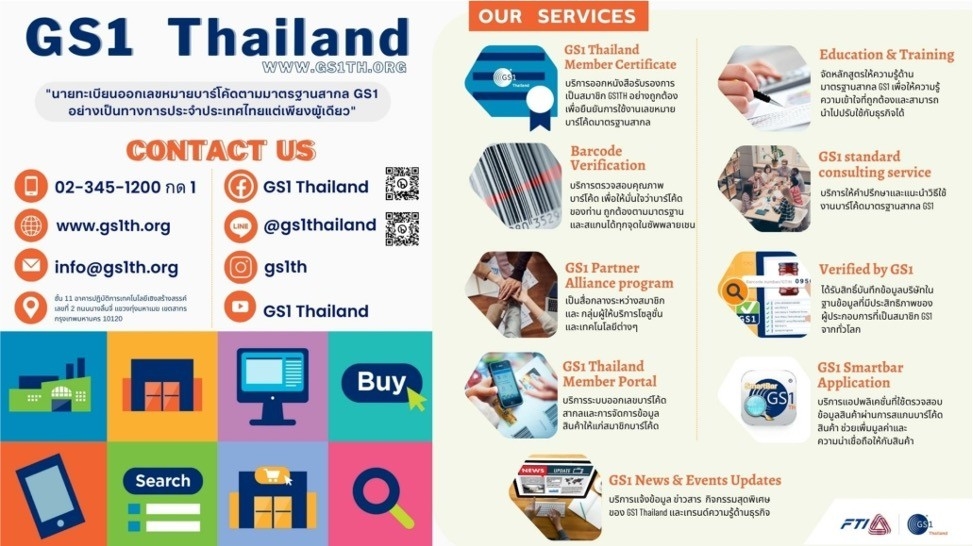 GS1 Thailand
WWW.GS1TH.ORG
"นายทะเบียนออกเลขหมายบาร์โค้ดตามมาตรฐานสากล GS1
อย่างเป็นทางการประจำประเทศไทยแต่เพียงผู้เดียว"
CONTACT US
02-345-1200 กด 1
www.gs1th.org
info@gs1th.org
ชั้น 11 อาคารปฏิบัติการเทคโนโลยีเชิงสร้างสรรค์
เลขที่ 2 ถนนนางลิ้นจี่ แขวงทุ่งมหาเมฆ เขตสาทร
กรุงเทพมหานคร 10120
GS1 Thailand
LINE
@gs1thailand
gs1th
GS1 Thailand
Buy
Search
OUR SERVICES
GS1 Thailand
Member Certificate
บริการออกหนังสือรับรองการ
เป็นสมาชิก GS1TH อย่างถูกต้อง
เพื่อยืนยันการใช้งานเลขหมาย
บาร์โค้ดมาตรฐานสากล
Barcode
Verification
บริการตรวจสอบคุณภาพ
บาร์โค้ด เพื่อให้มั่นใจว่าบาร์โค้ด
ของท่าน ถูกต้องตามมาตรฐาน
และสแกนได้ทุกจุดในซัพพลายเชน
GS1 Partner
Alliance program
เป็นสื่อกลางระหว่างสมาชิก
และ กลุ่มผู้ให้บริการโซลูชั่น
และเทคโนโลยีต่างๆ
GS1 Thailand
Member Portal
บริการระบบออกเลขบาร์โค้ด
สากลและการจัดการข้อมูล
สินค้าให้แก่สมาชิกบาร์โค้ด
Education & Training
จัดหลักสูตรให้ความรู้ด้าน
มาตรฐานสากล GS1 เพื่อให้ความรู้
ความเข้าใจที่ถูกต้องและสามารถ
นำไปปรับใช้กับธุรกิจได้
GS1 standard
consulting service
บริการให้คำปรึกษาและแนะนำวิธีใช้
งานบาร์โค้ดมาตรฐานสากล GS1
Verified by GS1
ได้รับสิทธิ์บันทึกข้อมูลบริษัทใน
ฐานข้อมูลที่มีประสิทธิภาพของ
ผู้ประกอบการที่เป็นสมาชิก GS1
จากทั่วโลก
GS1
GS1 Smartbar
Application
บริการแอปพลิเคชั่นที่ใช้ตรวจสอบ
ข้อมูลสินค้าผ่านการสแกนบาร์โค้ด
สินค้า ช่วยเพิ่มมูลค่าและ
ความน่าเชื่อถือให้กับสินค้า
SmartBar
GS1
NEWS UPDATE
GS1 News & Events Updates
บริการแจ้งข้อมูล ข่าวสาร กิจกรรมสุดพิเศษ
ของ GS1 Thailand และเทรนด์ความรู้ด้านธุรกิจ
FTI
GS1
Thailand